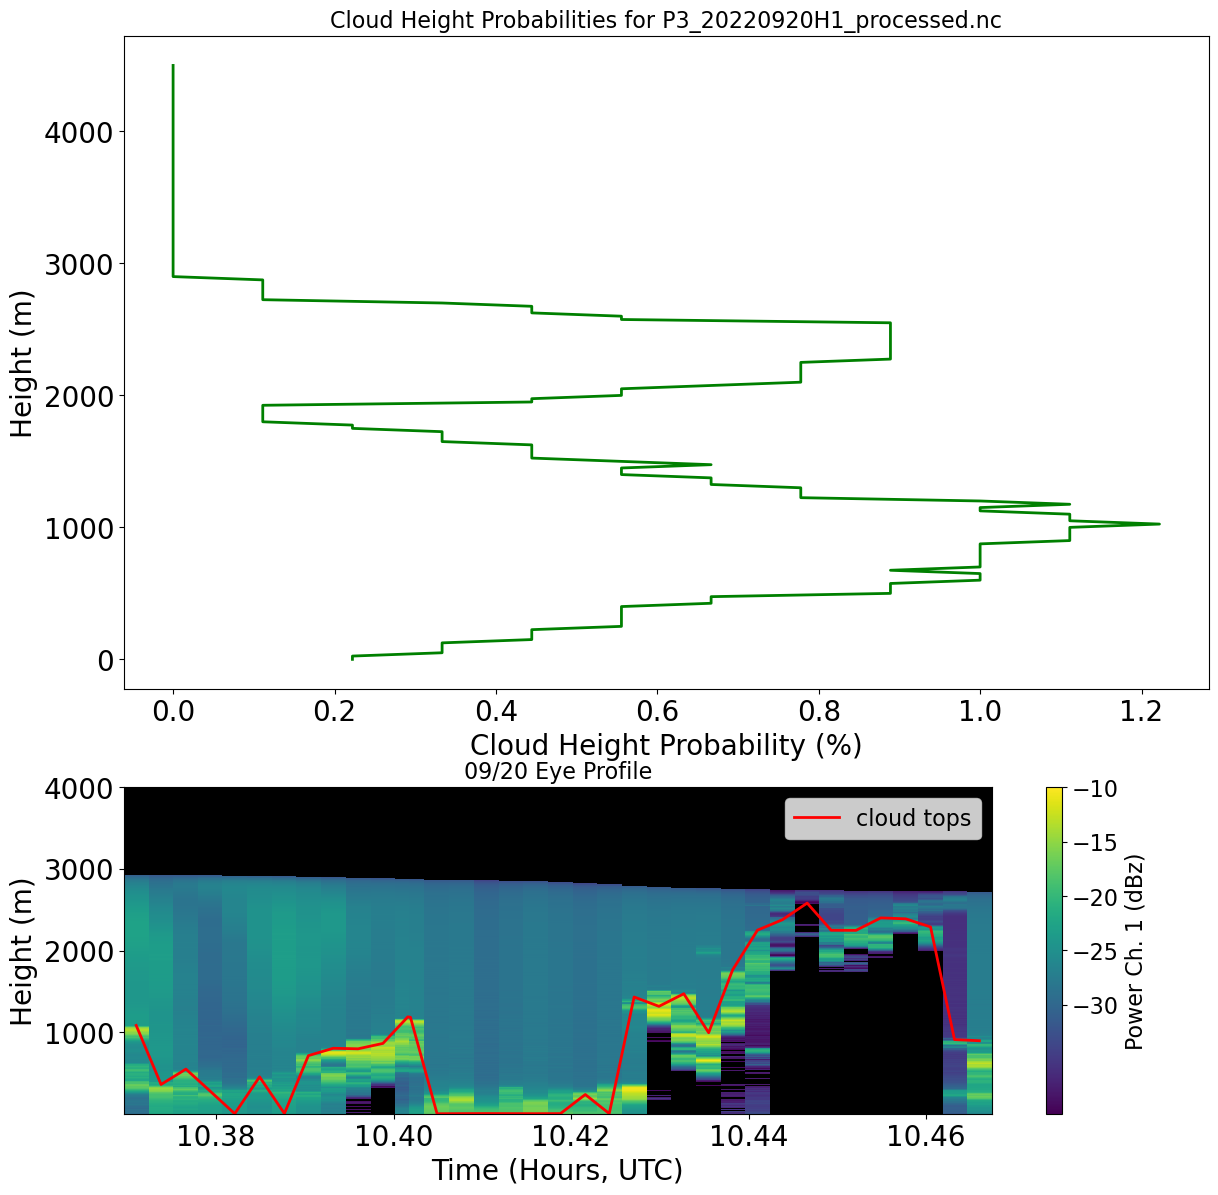 Cloud Height Probabilities for P3_20220920H1_processed.nc
4000
3000
2000
1000
0
Height (m)
0.0 0.2 0.4 0.6 0.8 1.0 1.2
Cloud Height Probability (%)
09/20 Eye Profile
4000
3000
2000
1000
Height (m)
cloud tops
10.38 10.40 10.42 10.44 10.46
Time (Hours, UTC)
−10
−15
−20
−25
−30
Power Ch. 1 (dBz)